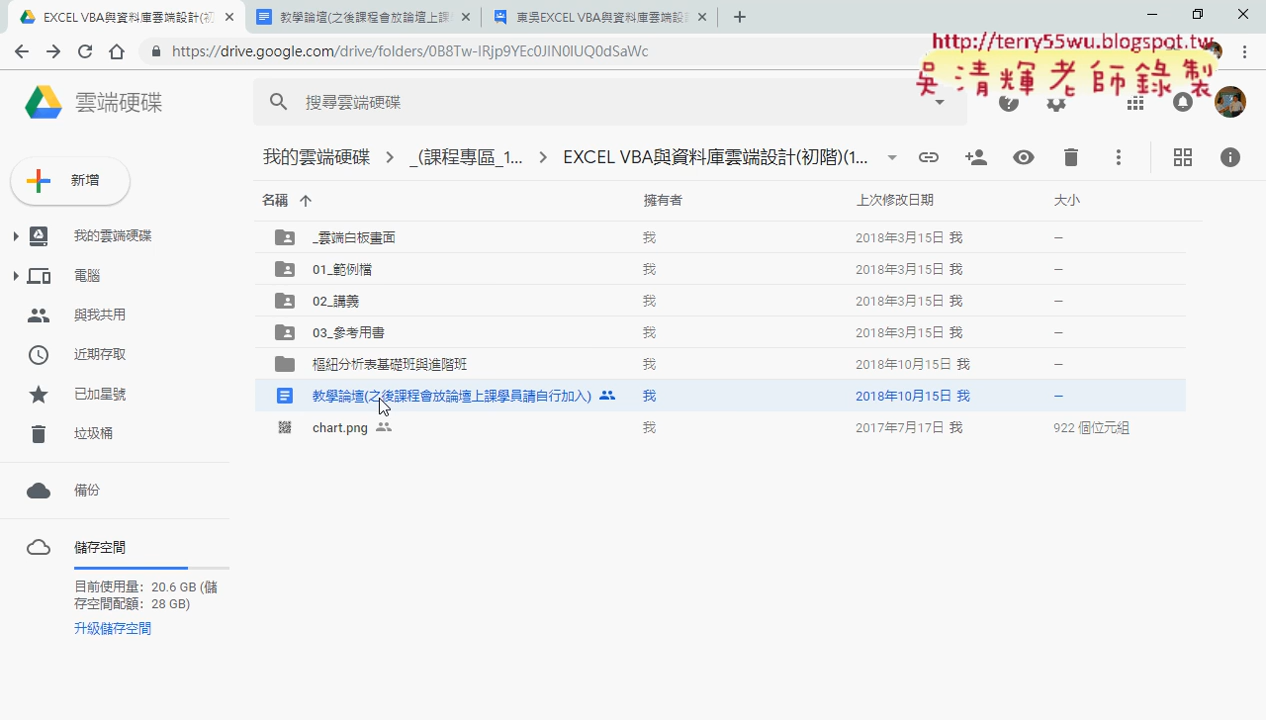 EXCEL VBA與資料庫雲端設計(初
教學論壇(之後課程會放論壇上課
東吳EXCEL VBA與資料庫雲端設
https://drive.google.com/drive/folders/0B8Tw-IRjp9YEc0JIN0lUQ0dSaWc
http://terry55wu.blogspot.tw
吳清輝老師錄製
雲端硬碟
搜尋雲端硬碟
我的雲端硬碟 > _(課程專區_1... > EXCEL VBA與資料庫雲端設計(初階)(1...
新增
名稱 擁有者 上次修改日期 大小
我的雲端硬碟
電腦
與我共用
近期存取
已加星號
垃圾桶
備份
儲存空間
目前使用量: 20.6 GB (儲
存空間配額: 28 GB)
升級儲存空間
_雲端白板畫面 我 2018年3月15日 我 –
01_範例檔 我 2018年3月15日 我 –
02_講義 我 2018年3月15日 我 –
03_參考用書 我 2018年3月15日 我 –
樞紐分析表基礎班與進階班 我 2018年10月15日 我 –
教學論壇(之後課程會放論壇上課學員請自行加入) 我 2018年10月15日 我 –
chart.png 我 2017年7月17日 我 922 個位元組